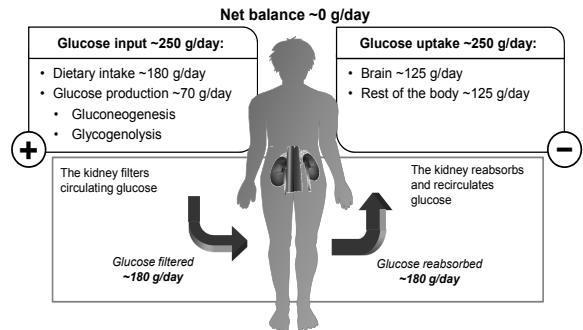 Net balance ~0 g/day
Glucose input ~250 g/day:
• Dietary intake ~180 g/day
• Glucose production ~70 g/day
• Gluconeogenesis
• Glycogenolysis
+
Glucose uptake ~250 g/day:
• Brain ~125 g/day
• Rest of the body ~125 g/day
−
The kidney filters
circulating glucose
Glucose filtered
~180 g/day
The kidney reabsorbs
and recirculates
glucose
Glucose reabsorbed
~180 g/day